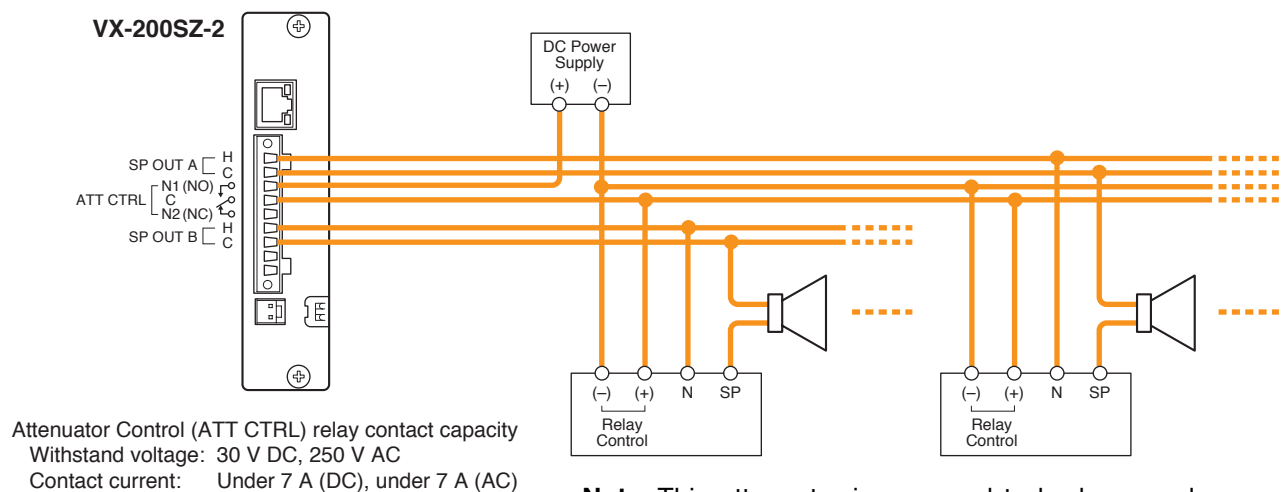 VX-200SZ-2
DC Power
Supply
(+) (–)
SP OUT A
H
C
ATT CTRL
N1 (NO)
C
N2 (NC)
SP OUT B
H
C
(–) (+) N SP
Relay
Control
(–) (+) N SP
Relay
Control
Attenuator Control (ATT CTRL) relay contact capacity
Withstand voltage: 30 V DC, 250 V AC
Contact current: Under 7 A (DC), under 7 A (AC)